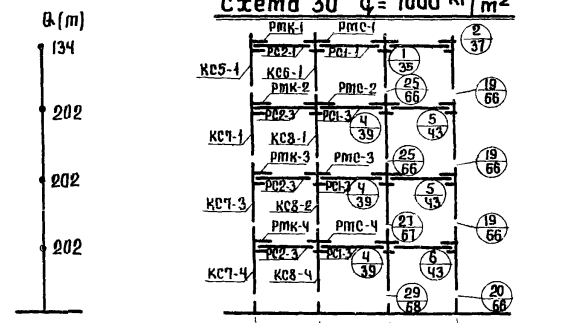 Схема 30 q = 1000 кг/м²
Q (т)
134
202
202
202
РМК-1 РМС-1
РС2-1 РС1-1
КС5-1 КС6-1
2
37
1
35
РМК-2 РМС-2
РС2-3 РС1-3
КС7-1 КС8-1
25
66
19
66
4
39
5
43
РМК-3 РМС-3
РС2-3 РС1-3
КС7-3 КС8-2
25
66
19
66
4
39
5
43
РМК-4 РМС-4
РС2-3 РС1-3
КС7-4 КС8-4
27
67
19
66
4
39
6
43
29
68
20
66